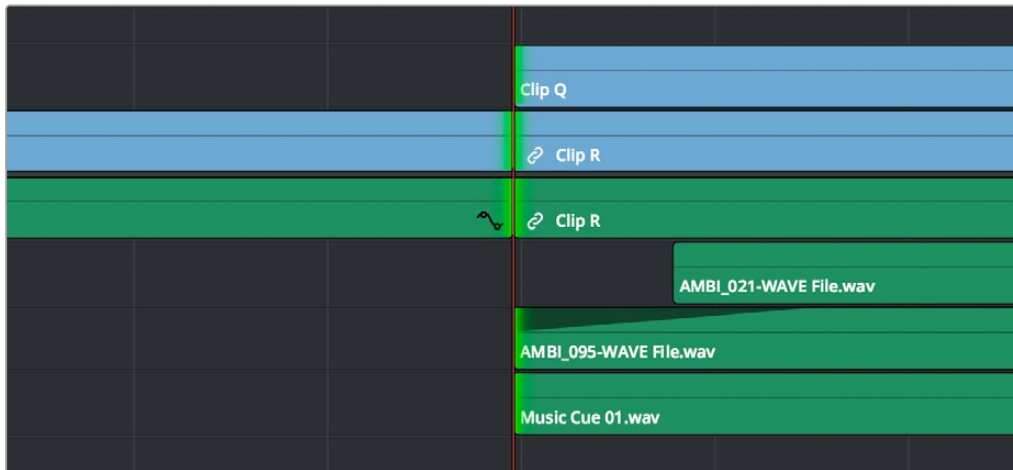 Clip Q
Clip R
Clip R
AMBI_021-WAVE File.wav
AMBI_095-WAVE File.wav
Music Cue 01.wav